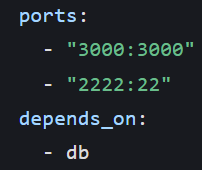 ports:
  - "3000:3000"
  - "2222:22"
depends_on:
  - db